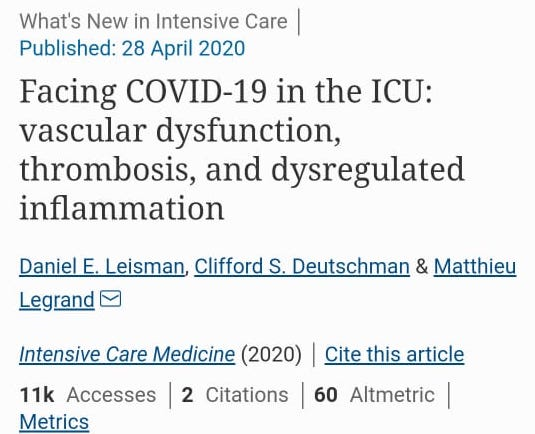 What's New in Intensive Care |
Published: 28 April 2020
Facing COVID-19 in the ICU:
vascular dysfunction,
thrombosis, and dysregulated
inflammation
Daniel E. Leisman, Clifford S. Deutschman & Matthieu
Legrand
Intensive Care Medicine (2020) | Cite this article
11k Accesses | 2 Citations | 60 Altmetric |
Metrics